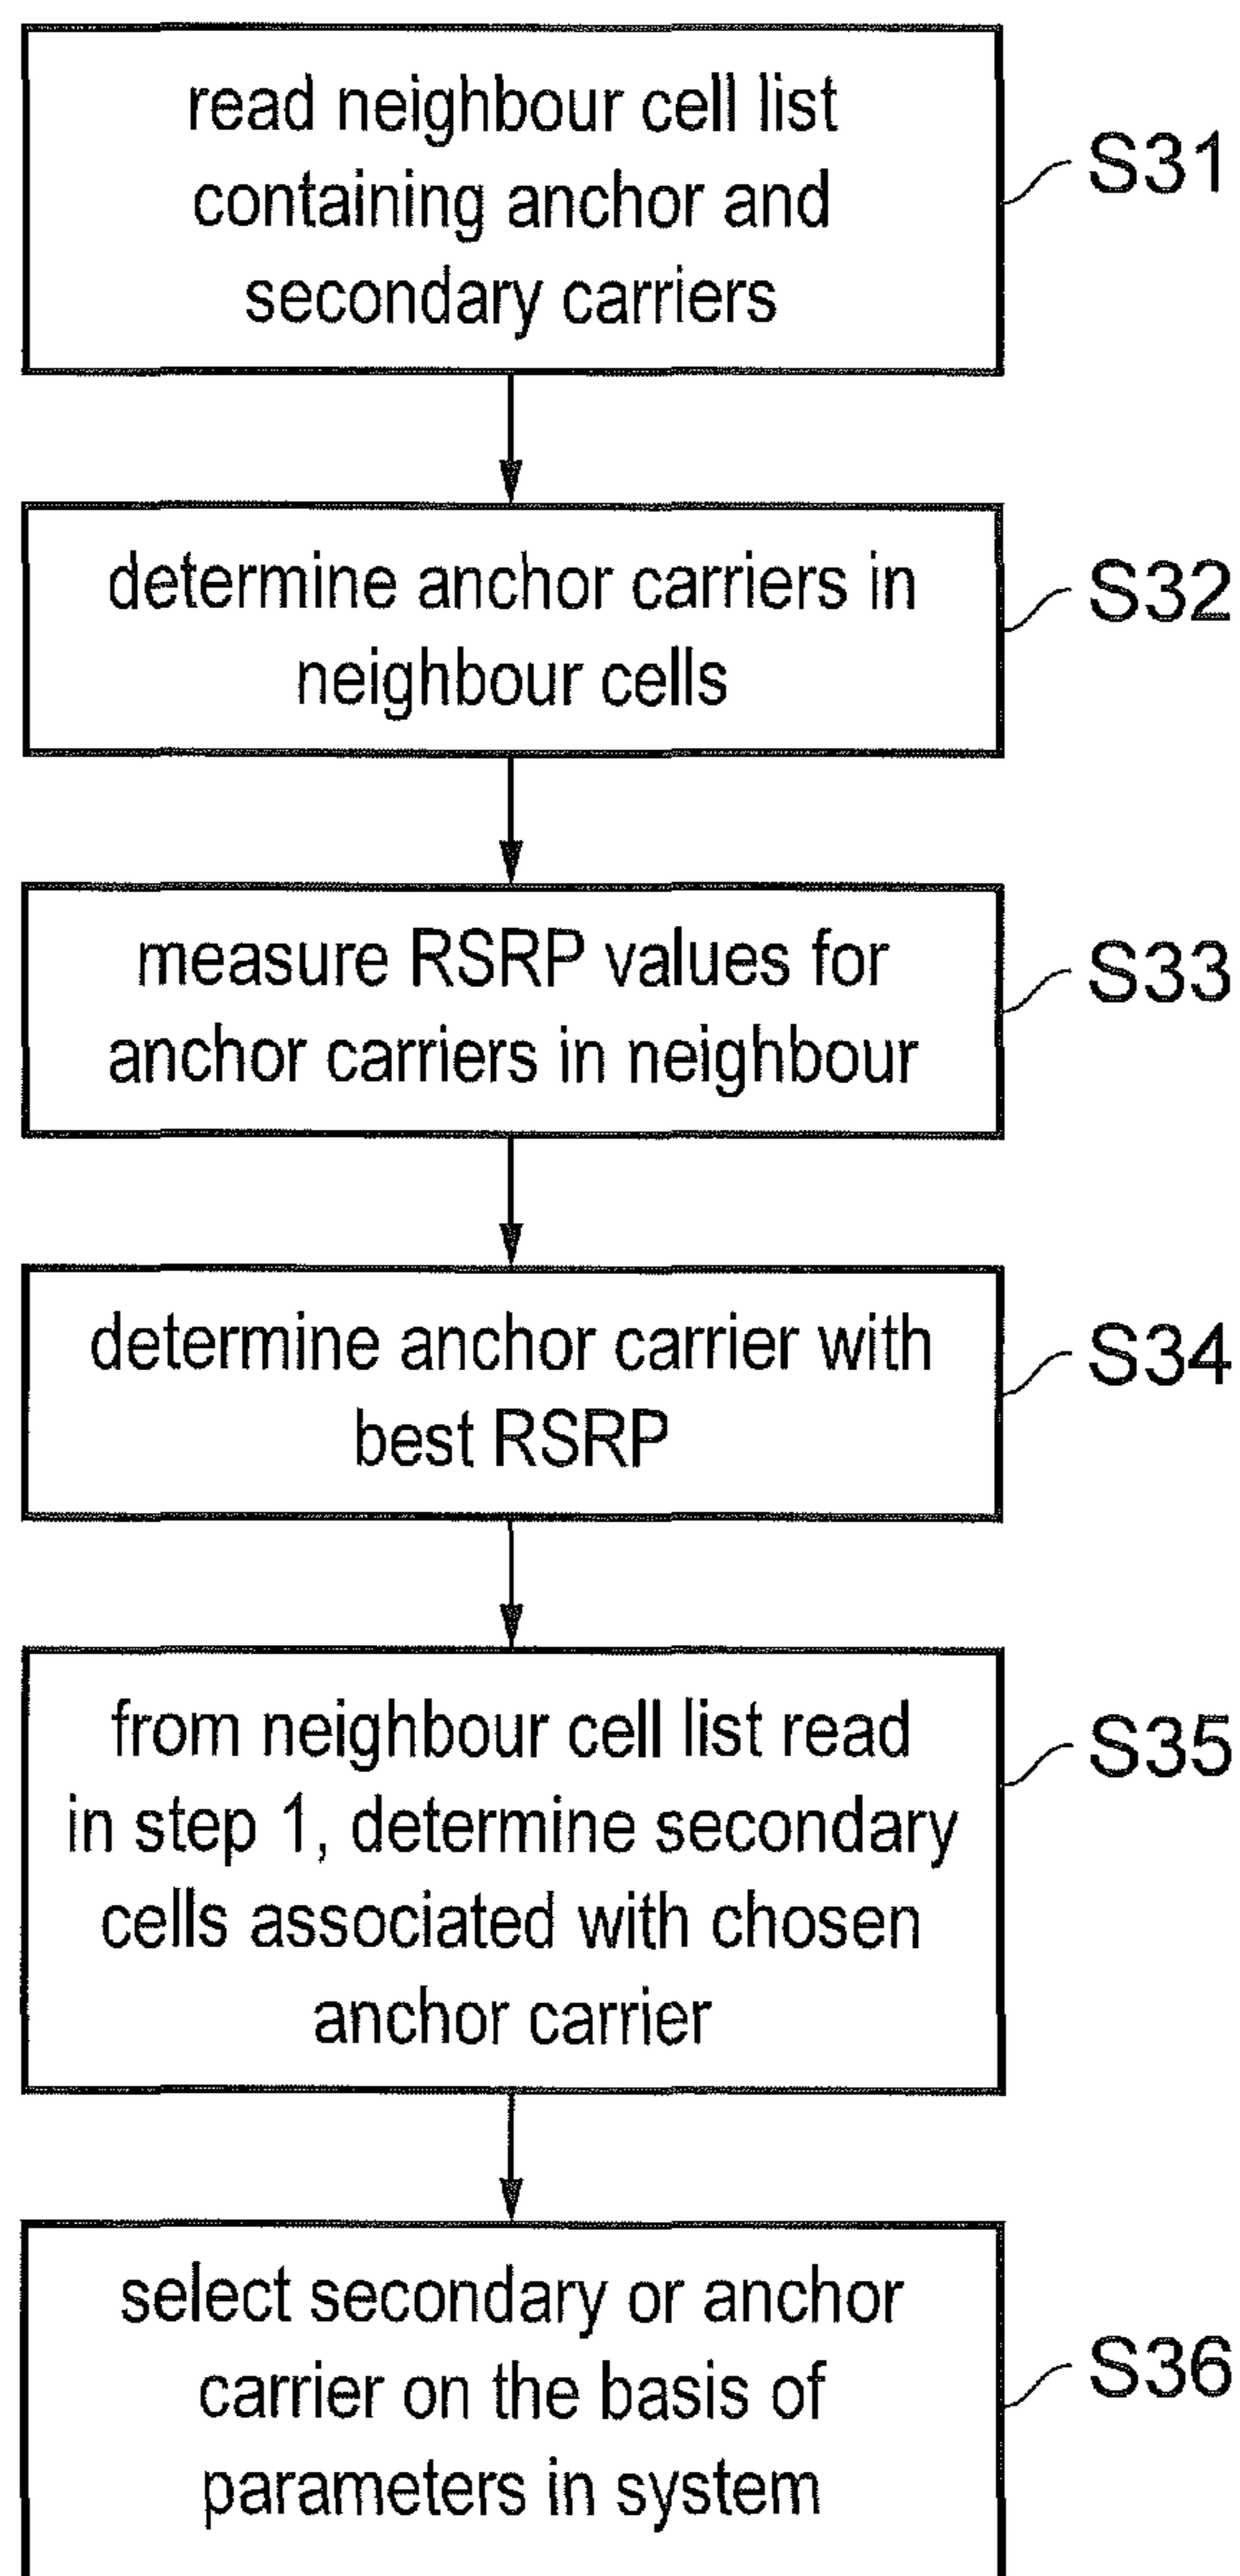 read neighbour cell list
containing anchor and
secondary carriers
S31
determine anchor carriers in
neighbour cells
S32
measure RSRP values for
anchor carriers in neighbour
S33
determine anchor carrier with
best RSRP
S34
from neighbour cell list read
in step 1, determine secondary
cells associated with chosen
anchor carrier
S35
select secondary or anchor
carrier on the basis of
parameters in system
S36